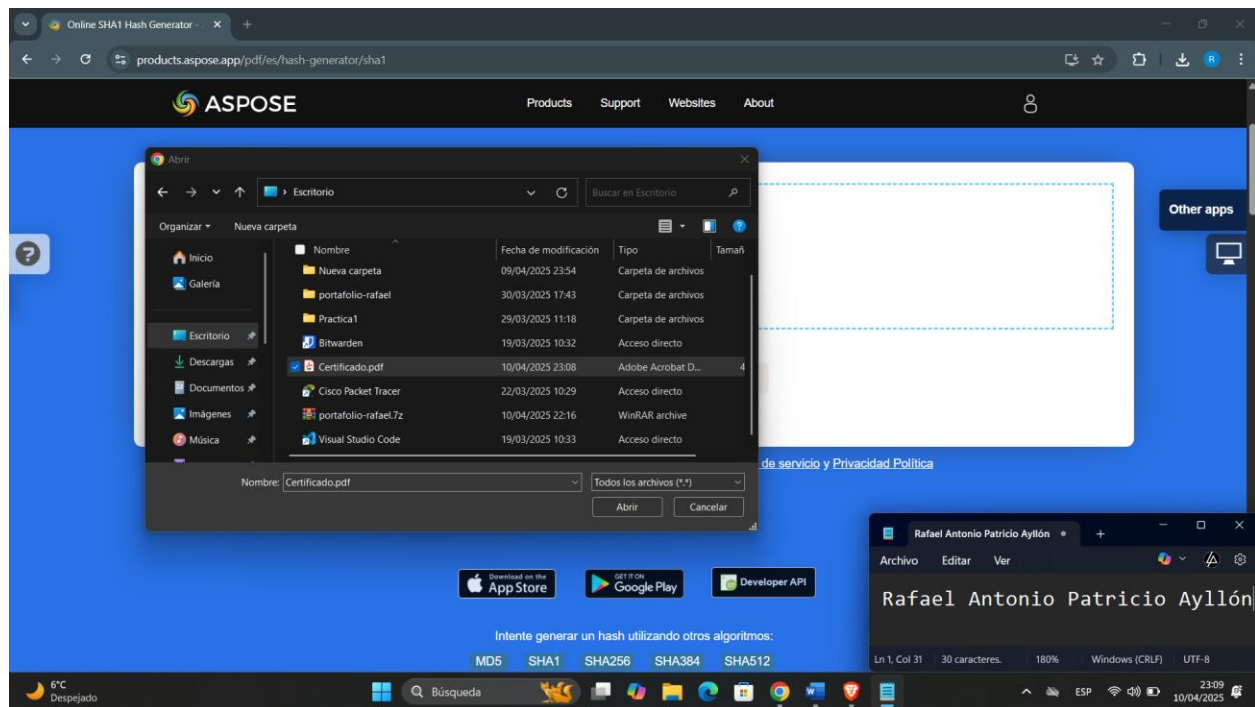 Online SHA1 Hash Generator -
products.aspose.app/pdf/es/hash-generator/sha1
R
ASPOSE
Products Support Websites About
Abrir
Escritorio
Buscar en Escritorio
Organizar
Nueva carpeta
Nombre Fecha de modificación Tipo Tamañ
Inicio
Galería
Escritorio
Descargas
Documentos
Imágenes
Música
Nueva carpeta 09/04/2025 23:54 Carpeta de archivos
portafolio-rafael 30/03/2025 17:43 Carpeta de archivos
Practica1 29/03/2025 11:18 Carpeta de archivos
Bitwarden 19/03/2025 10:32 Acceso directo
Certificado.pdf 10/04/2025 23:08 Adobe Acrobat D... 4
Cisco Packet Tracer 22/03/2025 10:29 Acceso directo
portafolio-rafael.7z 10/04/2025 22:16 WinRAR archive
Visual Studio Code 19/03/2025 10:33 Acceso directo
Nombre: Certificado.pdf
Todos los archivos (*.*)
Abrir
Cancelar
Other apps
de servicio y Privacidad Política
Download on the
App Store
GET IT ON
Google Play
Developer API
Intente generar un hash utilizando otros algoritmos:
MD5 SHA1 SHA256 SHA384 SHA512
Rafael Antonio Patricio Ayllón
Archivo Editar Ver
Rafael Antonio Patricio Ayllón
Ln 1, Col 31 30 caracteres. 180% Windows (CRLF) UTF-8
6°C
Despejado
Búsqueda
ESP
23:09
10/04/2025